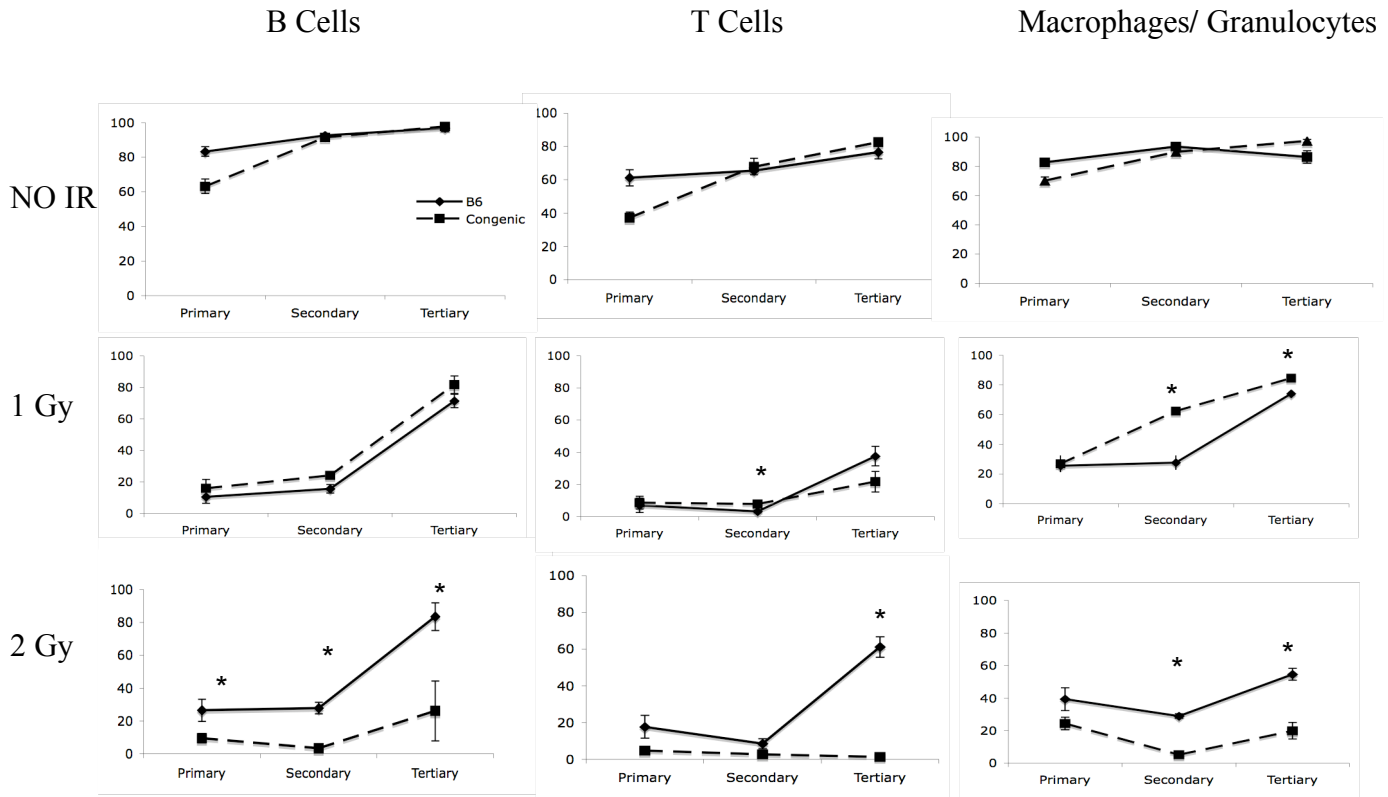 B Cells
T Cells
Macrophages/ Granulocytes
NO IR
100
80
60
40
20
0
B6
Congenic
Primary
Secondary
Tertiary
100
80
60
40
20
0
Primary
Secondary
Tertiary
100
80
60
40
20
0
Primary
Secondary
Tertiary
1 Gy
100
80
60
40
20
0
Primary
Secondary
Tertiary
100
80
60
40
20
0
*
Primary
Secondary
Tertiary
100
80
60
40
20
0
*
*
Primary
Secondary
Tertiary
2 Gy
100
80
60
40
20
0
*
*
*
Primary
Secondary
Tertiary
100
80
60
40
20
0
*
Primary
Secondary
Tertiary
100
80
60
40
20
0
*
*
Primary
Secondary
Tertiary